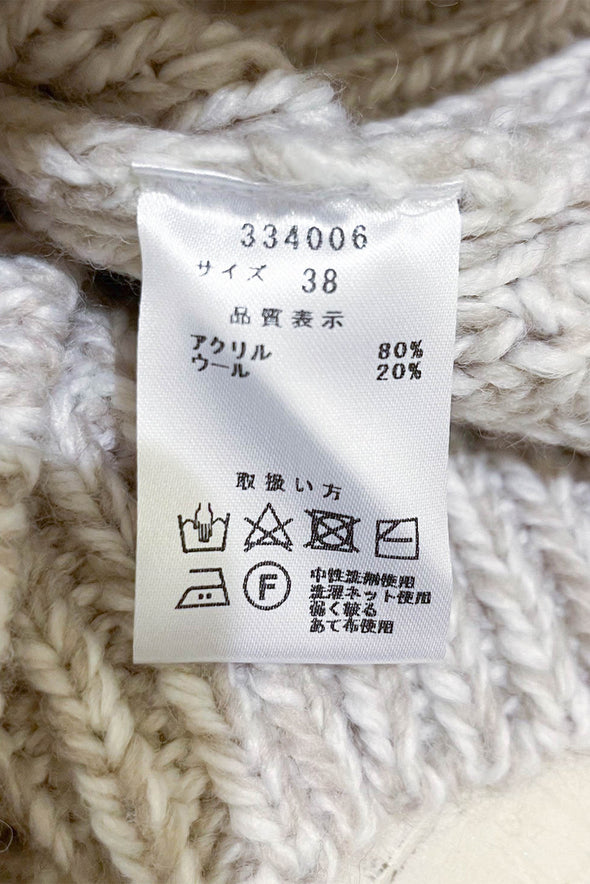 334006
サイズ 38
品質表示
アクリル 80%
ウール 20%
取扱い方
F
中性洗剤使用
洗濯ネット使用
弱く絞る
あて布使用